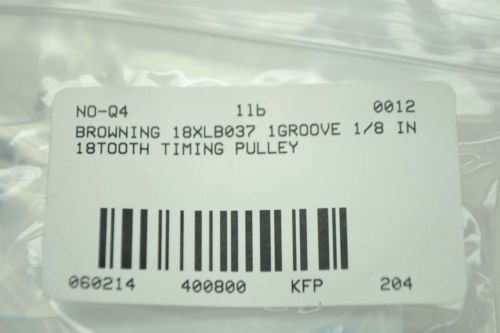 NO-Q4 1lb 0012
BROWNING 18XLB037 1GROOVE 1/8 IN
18TOOTH TIMING PULLEY
060214 400800 KFP 204